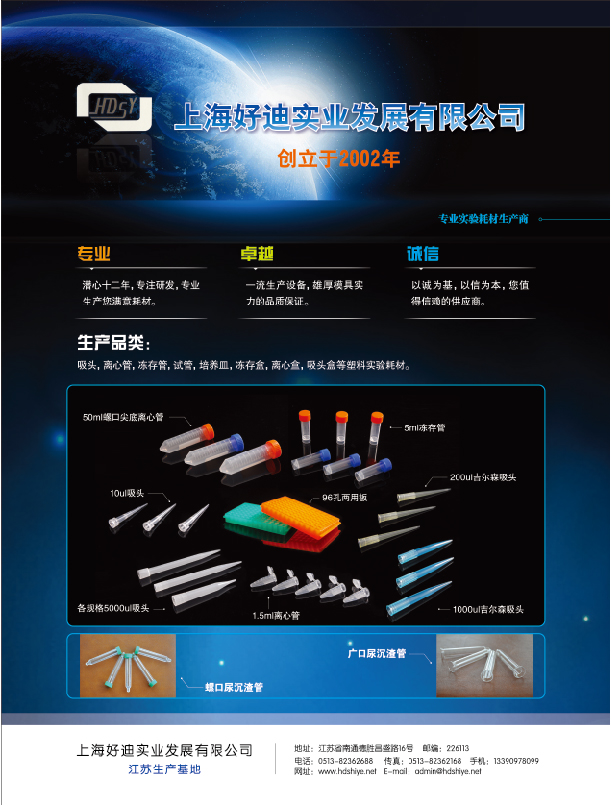 HDSY
上海好迪实业发展有限公司
创立于2002年
专业实验耗材生产商
专业
潜心十二年,专注研发,专业
生产您满意耗材。
卓越
一流生产设备,雄厚模具实
力的品质保证。
诚信
以诚为基,以信为本,您值
得信赖的供应商。
生产品类:
吸头,离心管,冻存管,试管,培养皿,冻存盒,离心盒,吸头盒等塑料实验耗材。
50ml螺口尖底离心管
5ml冻存管
200ul吉尔森吸头
10ul吸头
96孔两用板
各规格5000ul吸头
1.5ml离心管
1000ul吉尔森吸头
广口尿沉渣管
螺口尿沉渣管
上海好迪实业发展有限公司
江苏生产基地
地址:江苏省南通德胜昌盛路16号 邮编:226113
电话:0513-82362688 传真:0513-82362168 手机:13390978099
网址:www.hdshiye.net E-mail admin@hdshiye.net